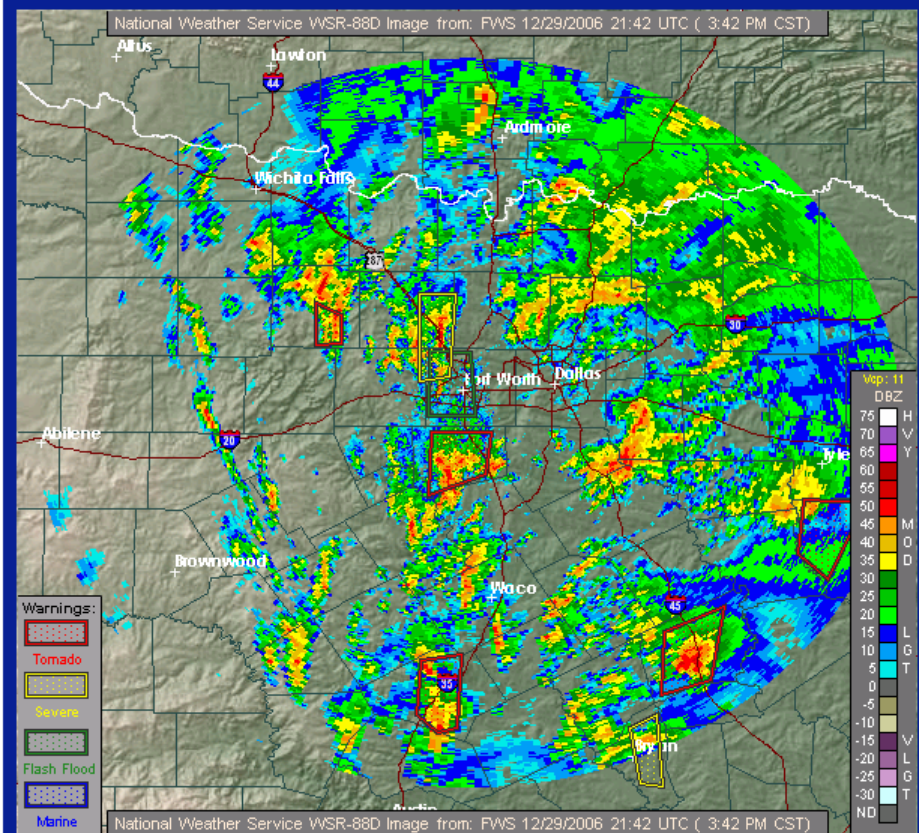 National Weather Service WSR-88D Image from: FWS 12/29/2006 21:42 UTC ( 3:42 PM CST)
Altus
Lawton
44
Ardmore
Wichita Falls
287
30
Fort Worth
Dallas
Vcp: 11
DBZ
75 H
70 V
65 Y
60
55
50
45 M
40 O
35 D
30
25
20
15 L
10 G
5 T
0
-5
-10
-15 V
-20 L
-25 G
-30 T
ND
Abilene
20
Tyle
Brownwood
Waco
45
35
Bryan
Austin
Warnings:
Tornado
Severe
Flash Flood
Marine
National Weather Service WSR-88D Image from: FWS 12/29/2006 21:42 UTC ( 3:42 PM CST)